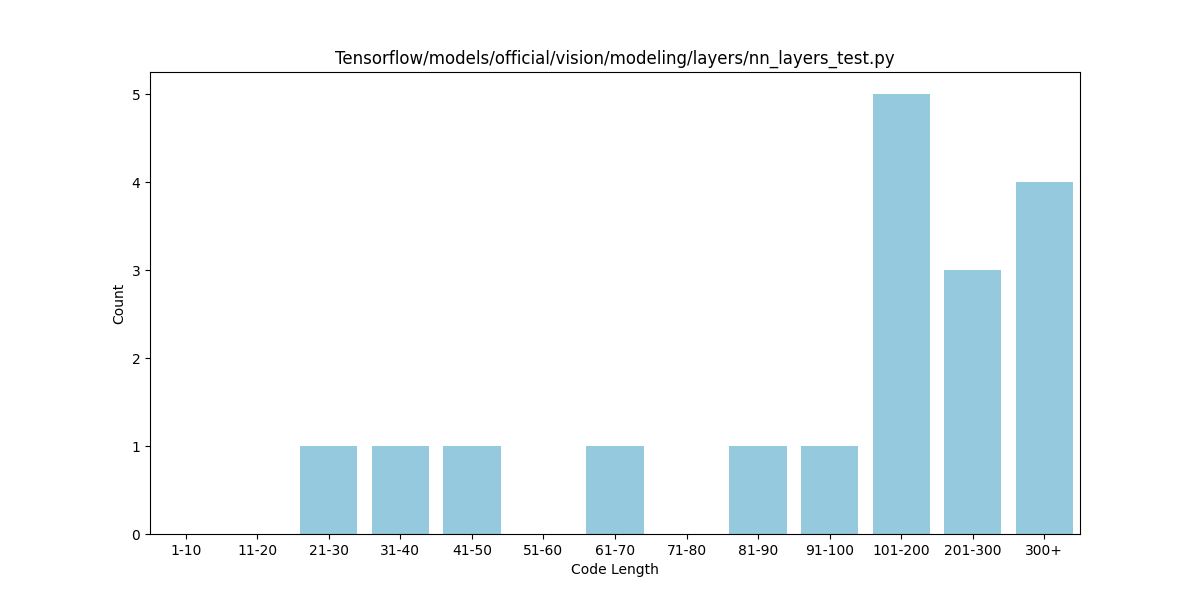 Tensorflow/models/official/vision/modeling/layers/nn_layers_test.py
5
4
3
2
1
0
Count
1-10 11-20 21-30 31-40 41-50 51-60 61-70 71-80 81-90 91-100 101-200 201-300 300+
Code Length